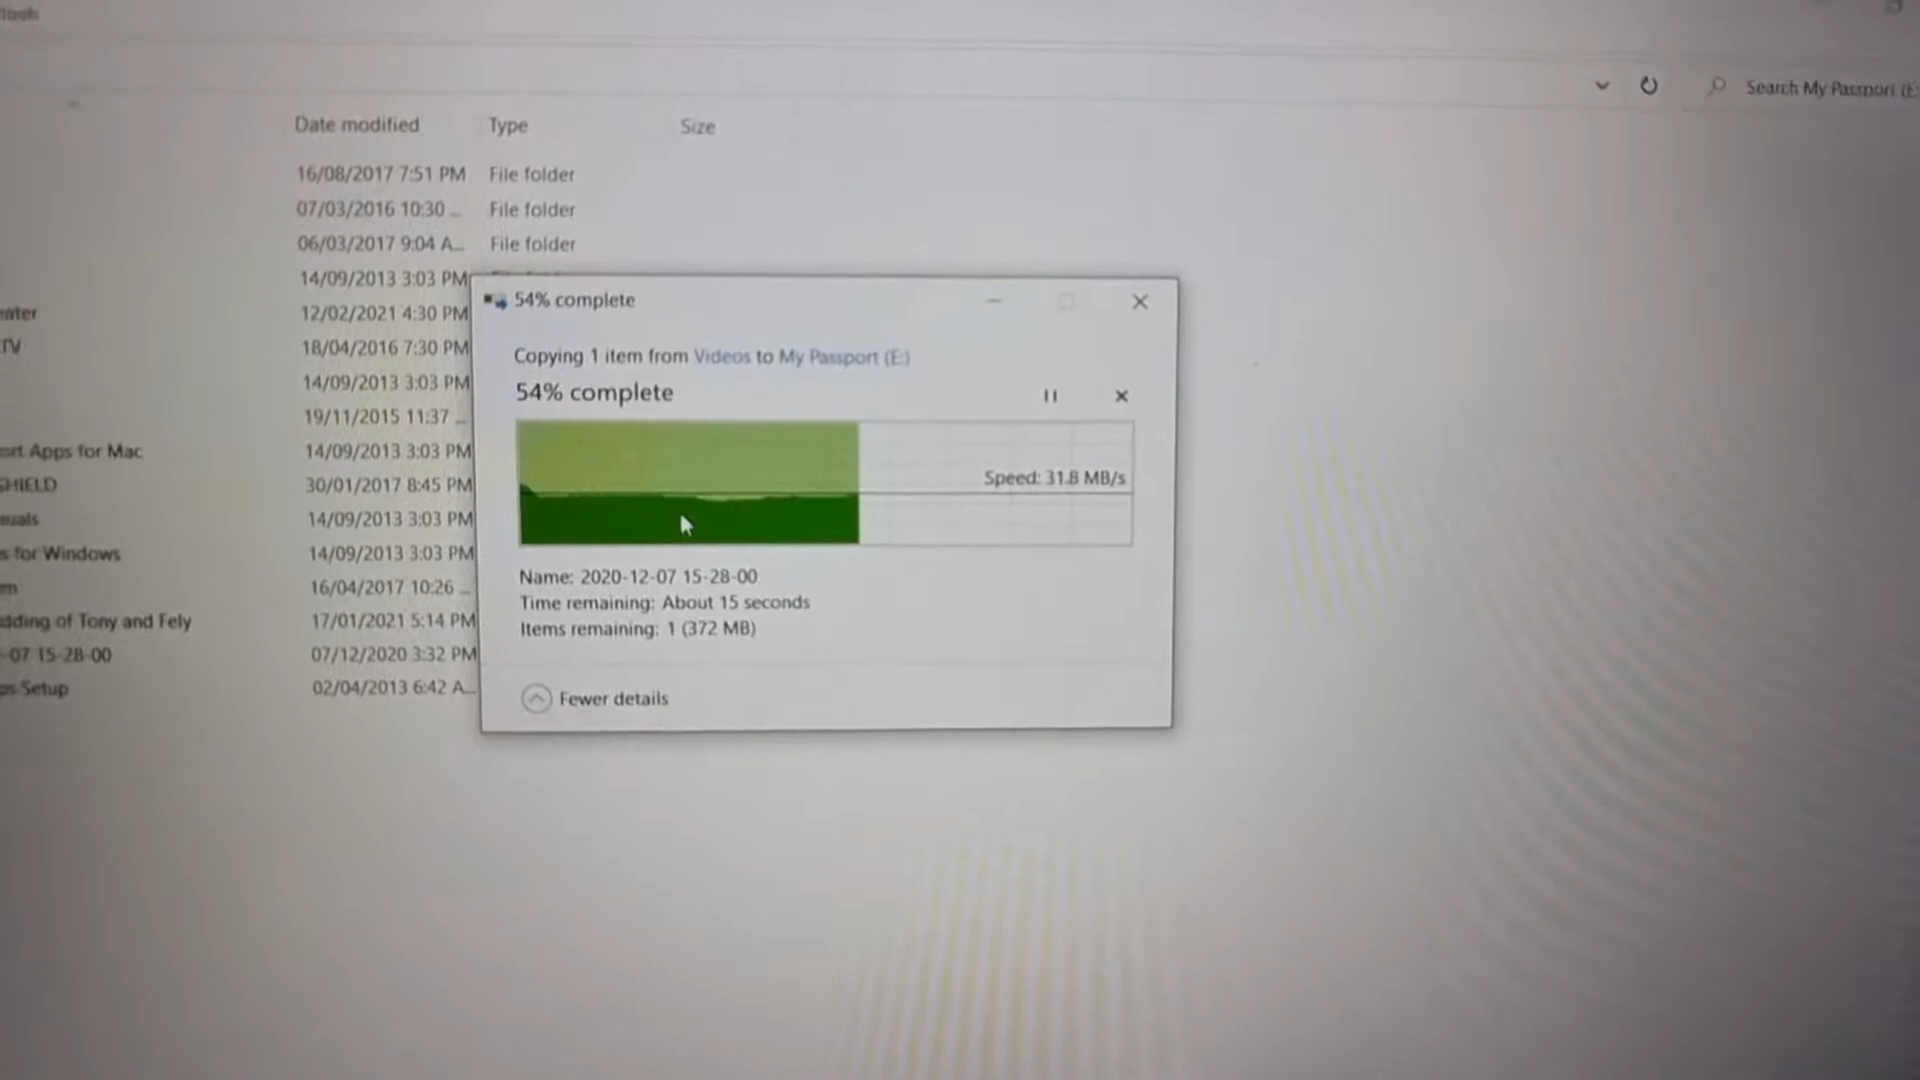 Tools
Search My Passport (E:
Date modified Type Size
16/08/2017 7:51 PM File folder
07/03/2016 10:30 ... File folder
06/03/2017 9:04 A... File folder
14/09/2013 3:03 PM
12/02/2021 4:30 PM
TV 18/04/2016 7:30 PM
14/09/2013 3:03 PM
19/11/2015 11:37 ...
Apps for Mac 14/09/2013 3:03 PM
SHIELD 30/01/2017 8:45 PM
14/09/2013 3:03 PM
s for Windows 14/09/2013 3:03 PM
16/04/2017 10:26 ...
dding of Tony and Fely 17/01/2021 5:14 PM
-07 15-28-00 07/12/2020 3:32 PM
ps Setup 02/04/2013 6:42 A...
54% complete
Copying 1 item from Videos to My Passport (E:)
54% complete
Speed: 31.8 MB/s
Name: 2020-12-07 15-28-00
Time remaining: About 15 seconds
Items remaining: 1 (372 MB)
Fewer details